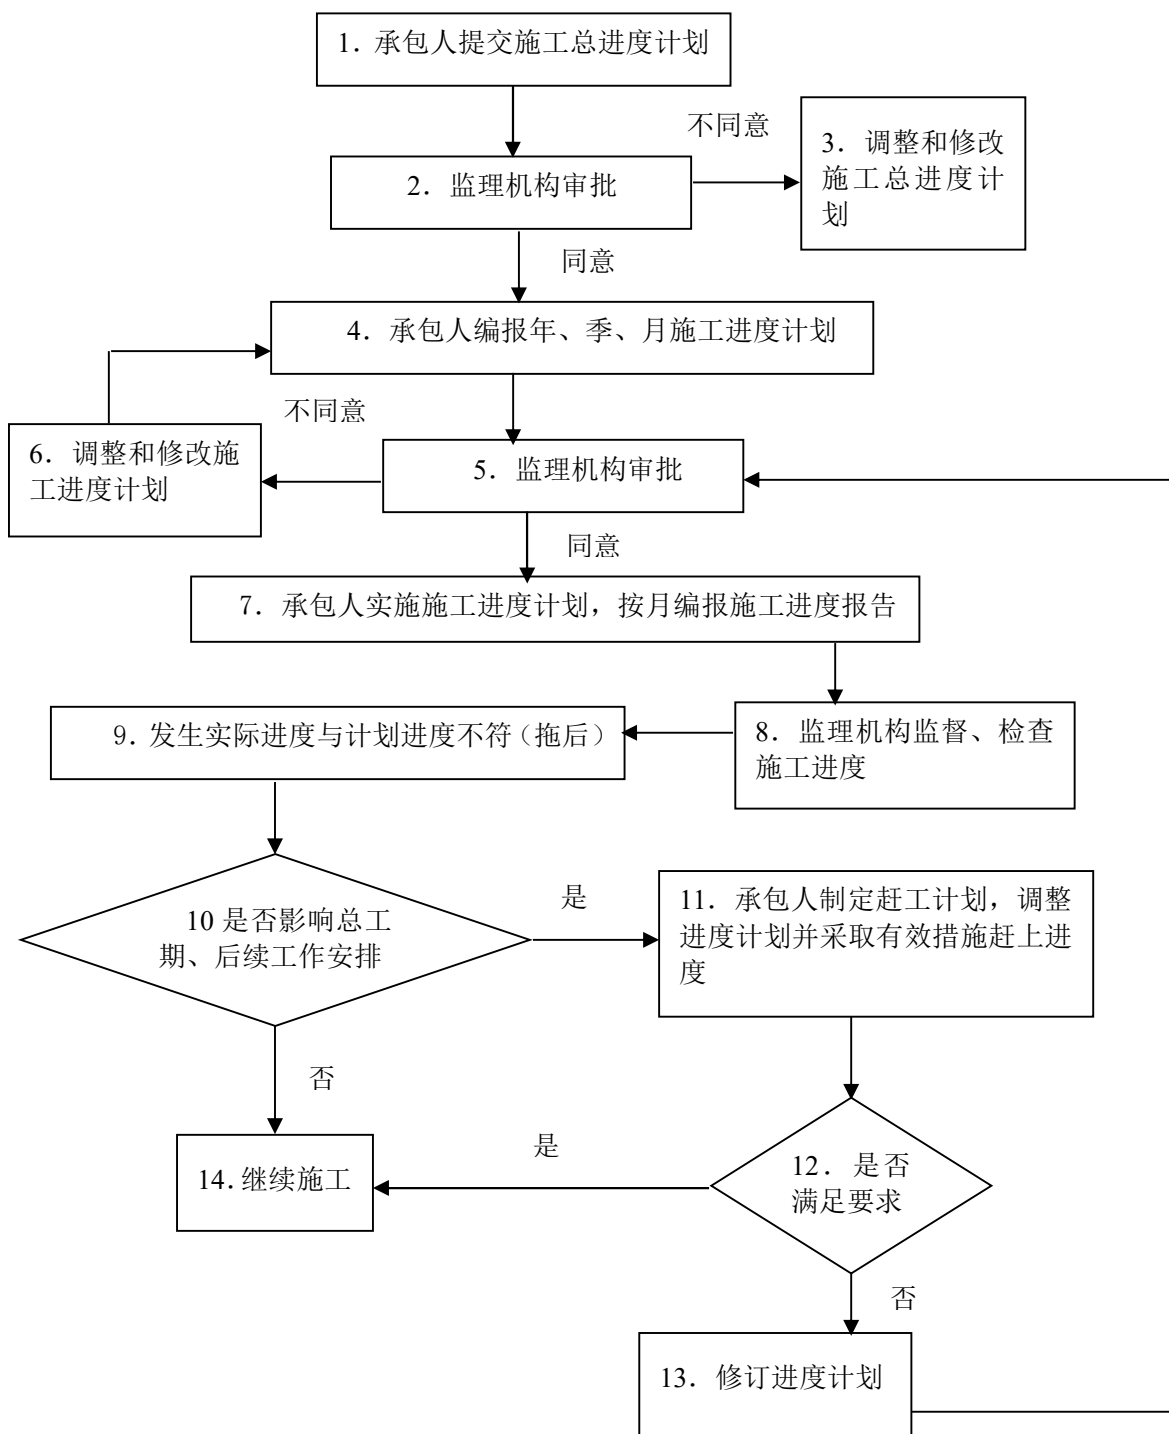 1. 承包人提交施工总进度计划
不同意
3. 调整和修改
施工总进度计
划
2. 监理机构审批
同意
4. 承包人编报年、季、月施工进度计划
不同意
6. 调整和修改施
工进度计划
5. 监理机构审批
同意
7. 承包人实施施工进度计划，按月编报施工进度报告
9. 发生实际进度与计划进度不符（拖后）
8. 监理机构监督、检查
施工进度
10 是否影响总工
期、后续工作安排
是
11. 承包人制定赶工计划，调整
进度计划并采取有效措施赶上进
度
否
14. 继续施工
是
12. 是否
满足要求
否
13. 修订进度计划